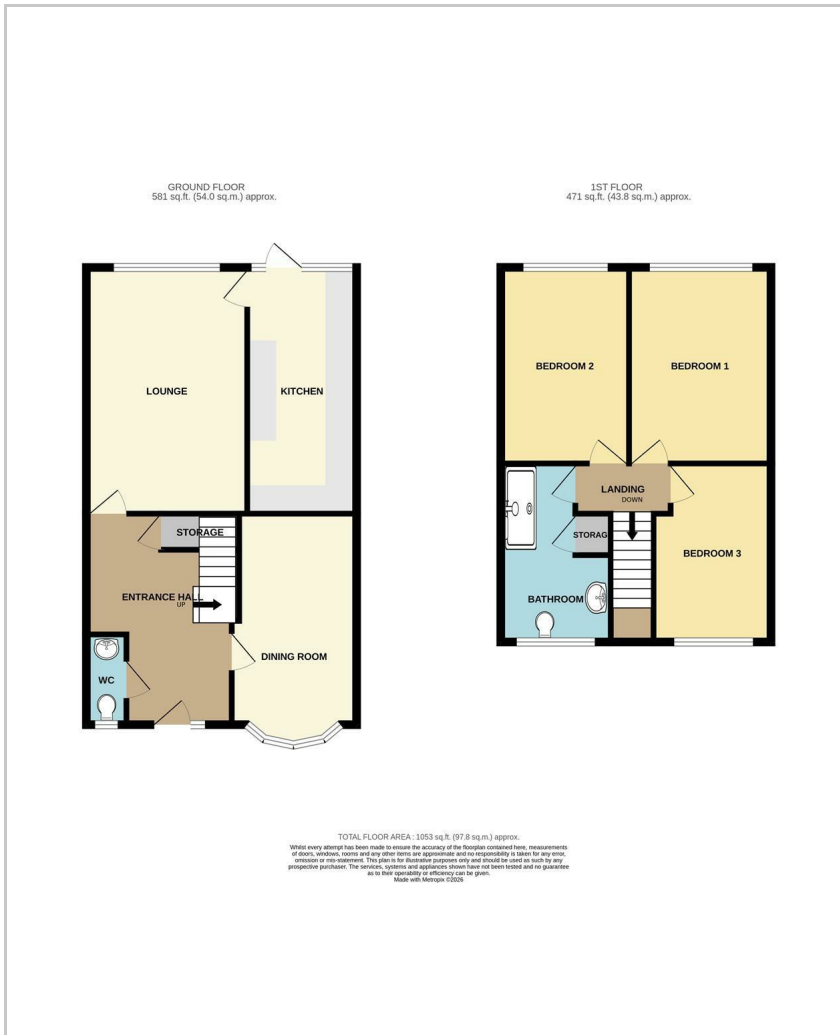 GROUND FLOOR
581 sq.ft. (54.0 sq.m.) approx.
1ST FLOOR
471 sq.ft. (43.8 sq.m.) approx.
LOUNGE
KITCHEN
STORAGE
ENTRANCE HALL
UP
WC
DINING ROOM
BEDROOM 2
BEDROOM 1
LANDING
DOWN
STORAG
BEDROOM 3
BATHROOM
TOTAL FLOOR AREA : 1053 sq.ft. (97.8 sq.m.) approx.
Whilst every attempt has been made to ensure the accuracy of the floorplan contained here, measurements
of doors, windows, rooms and any other items are approximate and no responsibility is taken for any error,
omission or mis-statement. This plan is for illustrative purposes only and should be used as such by any
prospective purchaser. The services, systems and appliances shown have not been tested and no guarantee
as to their operability or efficiency can be given.
Made with Metropix ©2026